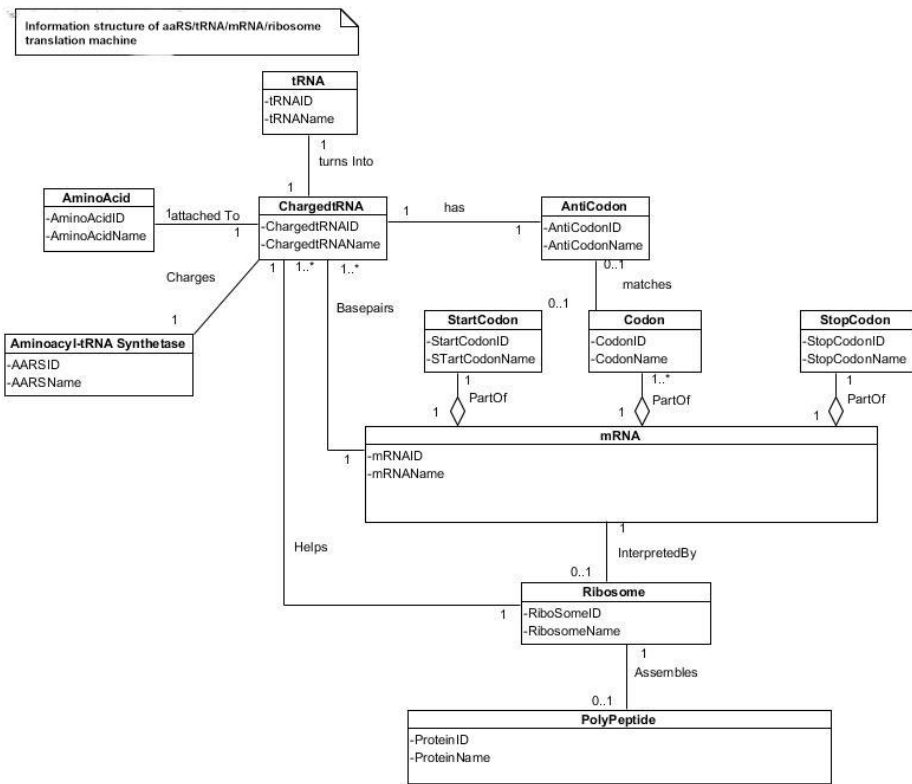 Information structure of aaRS/tRNA/mRNA/ribosome
translation machine
tRNA
-tRNAID
-tRNAName
1
turns Into
1
AminoAcid
-AminoAcidID
-AminoAcidName
1
attached To
1
ChargedtRNA
-ChargedtRNAID
-ChargedtRNAName
1
has
1
AntiCodon
-AntiCodonID
-AntiCodonName
Charges
1
1..*
1..*
0..1
matches
0..1
Basepairs
1
Aminoacyl-tRNA Synthetase
-AARSID
-AARSName
StartCodon
-StartCodonID
-STartCodonName
Codon
-CodonID
-CodonName
StopCodon
-StopCodonID
-StopCodonName
1
PartOf
1
1..*
PartOf
1
1
PartOf
1
mRNA
-mRNAID
-mRNAName
1
1
InterpretedBy
0..1
Helps
1
Ribosome
-RiboSomeID
-RibosomeName
1
Assembles
0..1
PolyPeptide
-ProteinID
-ProteinName